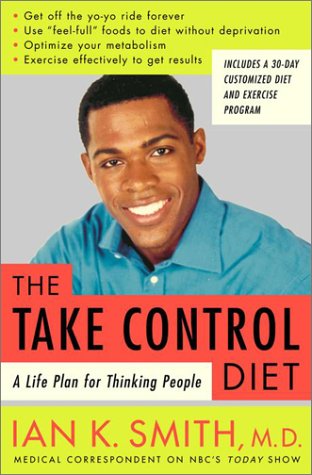 • Get off the yo-yo ride forever
• Use "feel-full" foods to diet without deprivation
• Optimize your metabolism
• Exercise effectively to get results
INCLUDES A 30-DAY
CUSTOMIZED DIET
AND EXERCISE
PROGRAM
THE
TAKE CONTROL
A Life Plan for Thinking People
DIET
IAN K. SMITH, M.D.
MEDICAL CORRESPONDENT ON NBC'S TODAY SHOW